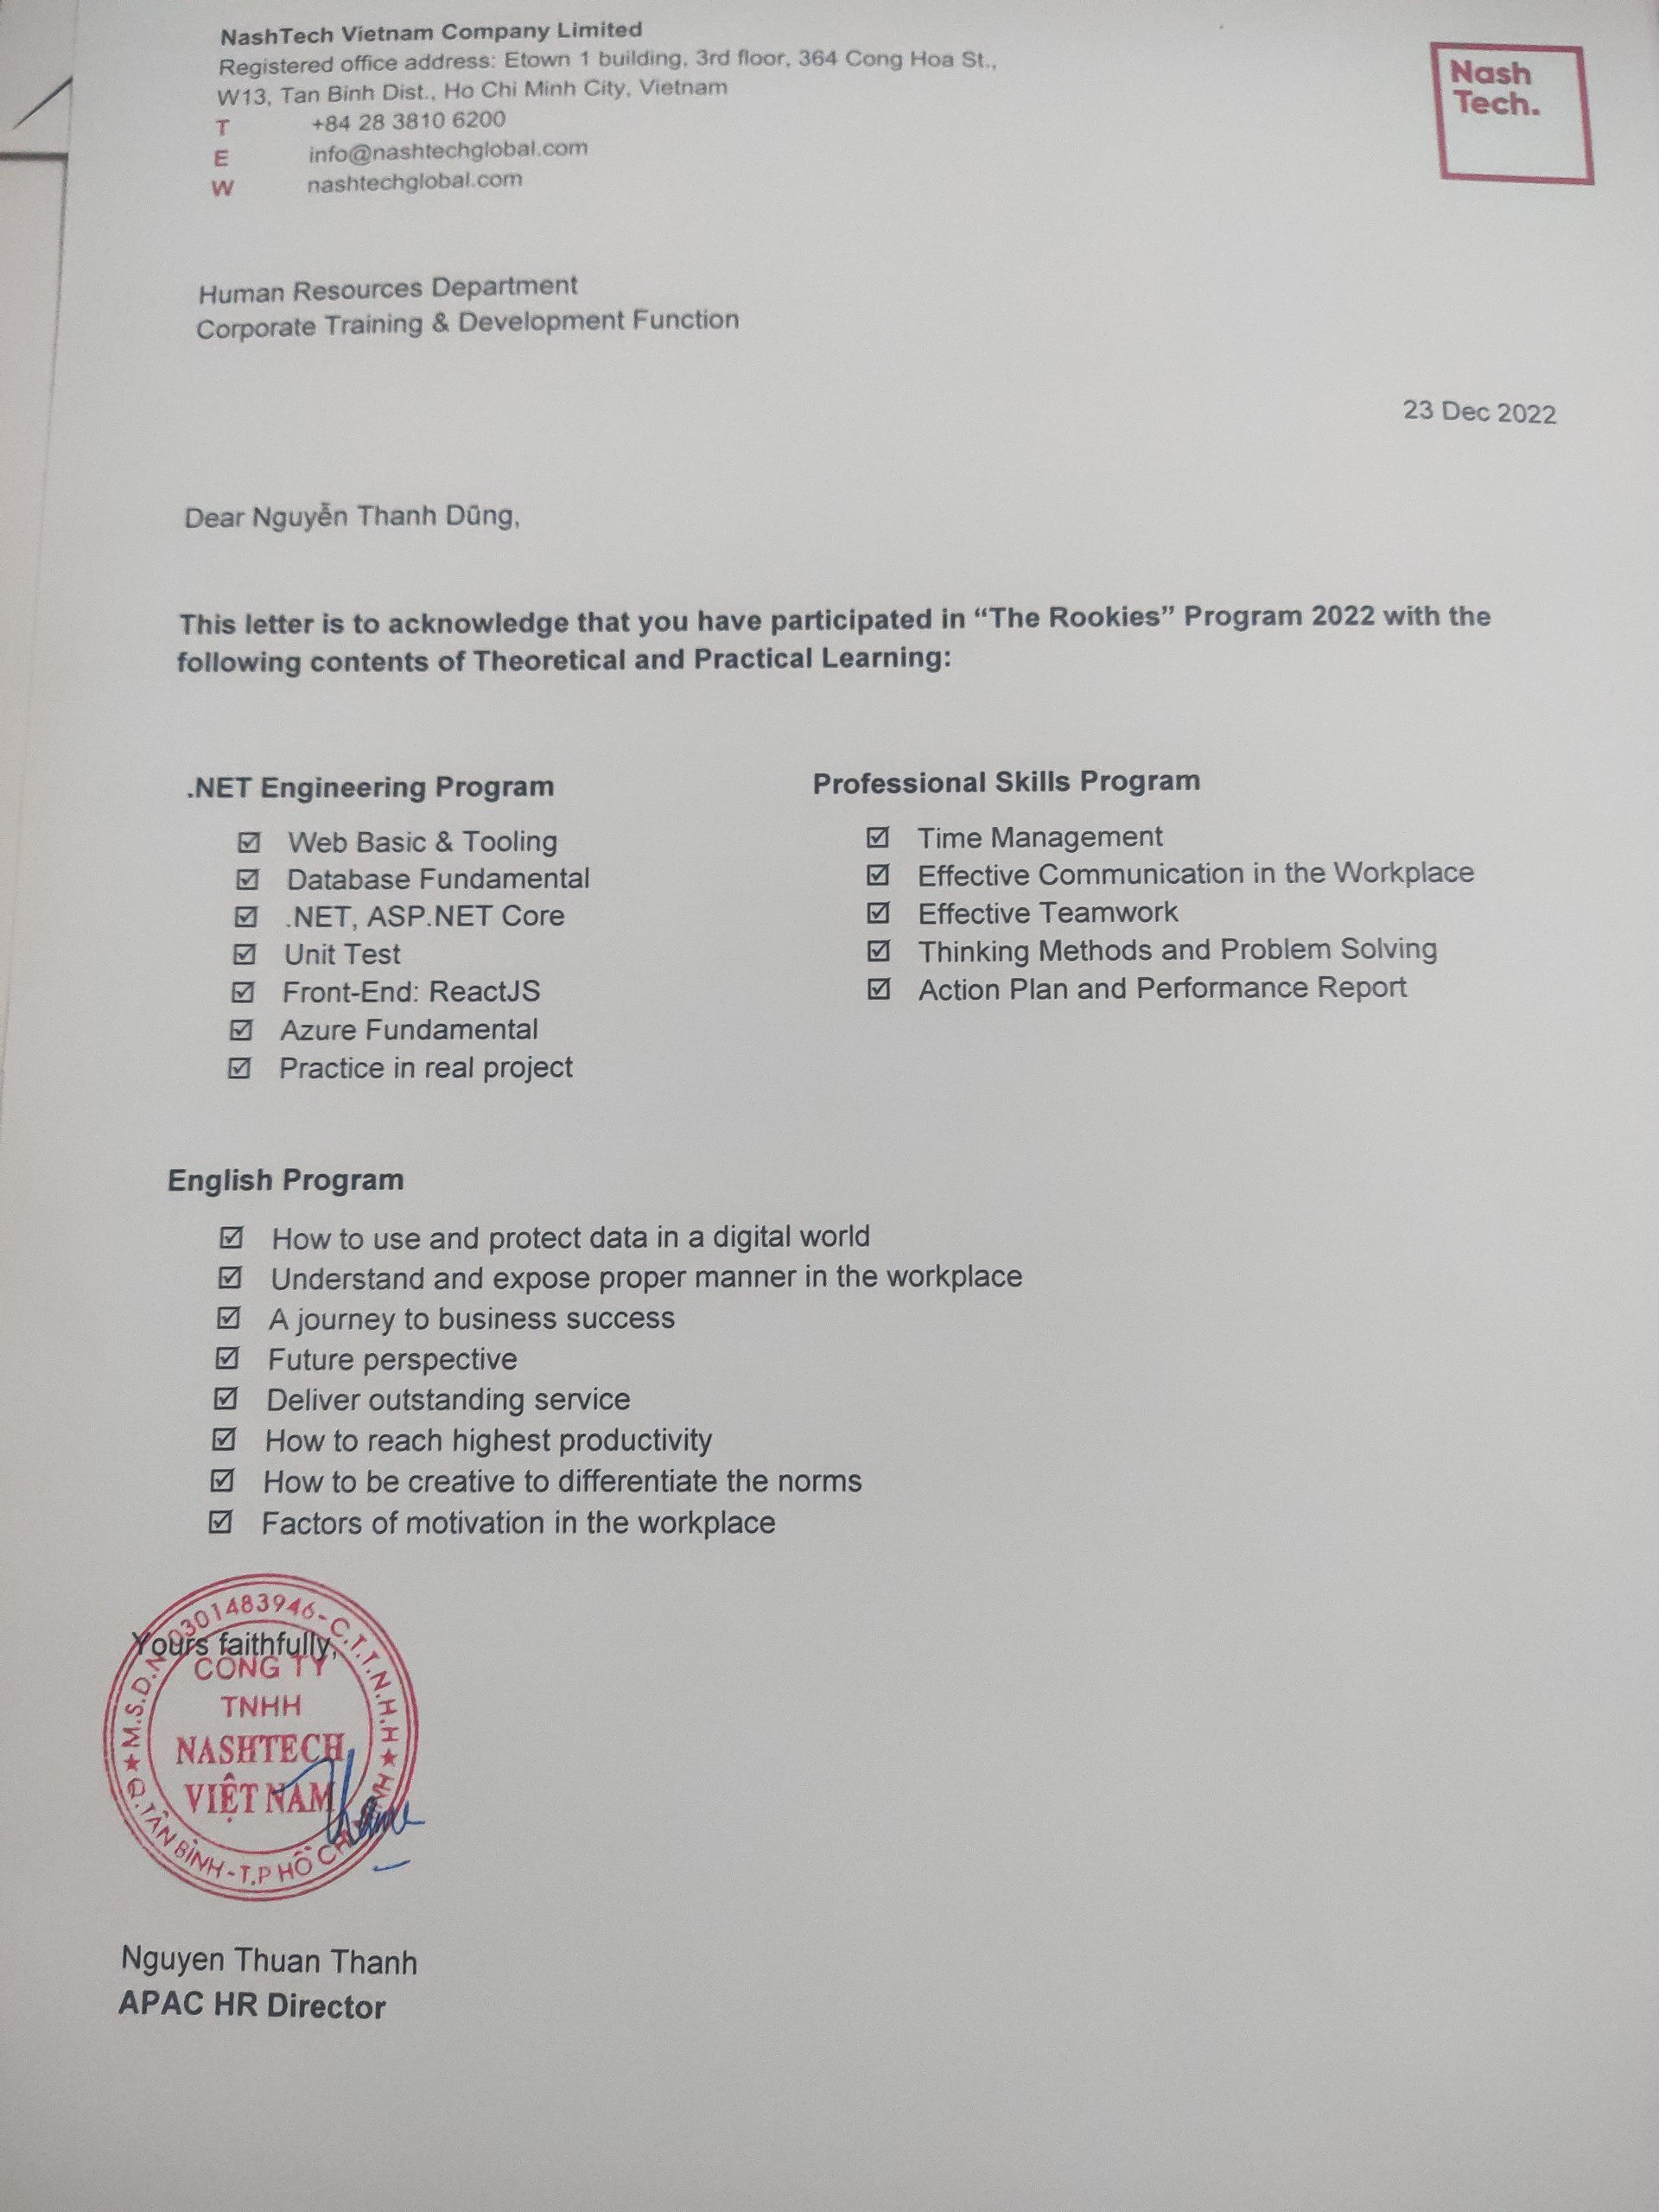 NashTech Vietnam Company Limited
Registered office address: Etown 1 building, 3rd floor, 364 Cong Hoa St.,
W13, Tan Binh Dist., Ho Chi Minh City, Vietnam
T +84 28 3810 6200
E info@nashtechglobal.com
W nashtechglobal.com
Nash
Tech.
Human Resources Department
Corporate Training & Development Function
23 Dec 2022
Dear Nguyễn Thanh Dũng,
This letter is to acknowledge that you have participated in “The Rookies” Program 2022 with the
following contents of Theoretical and Practical Learning:
.NET Engineering Program
☑ Web Basic & Tooling
☑ Database Fundamental
☑ .NET, ASP.NET Core
☑ Unit Test
☑ Front-End: ReactJS
☑ Azure Fundamental
☑ Practice in real project
Professional Skills Program
☑ Time Management
☑ Effective Communication in the Workplace
☑ Effective Teamwork
☑ Thinking Methods and Problem Solving
☑ Action Plan and Performance Report
English Program
☑ How to use and protect data in a digital world
☑ Understand and expose proper manner in the workplace
☑ A journey to business success
☑ Future perspective
☑ Deliver outstanding service
☑ How to reach highest productivity
☑ How to be creative to differentiate the norms
☑ Factors of motivation in the workplace
Yours faithfully,
M.S.D.N:0301483946-C.T.T.N.H.H
CÔNG TY
TNHH
NASHTECH
VIỆT NAM
Q.TÂN BÌNH-T.P HỒ CHÍ MINH
Nguyen Thuan Thanh
APAC HR Director